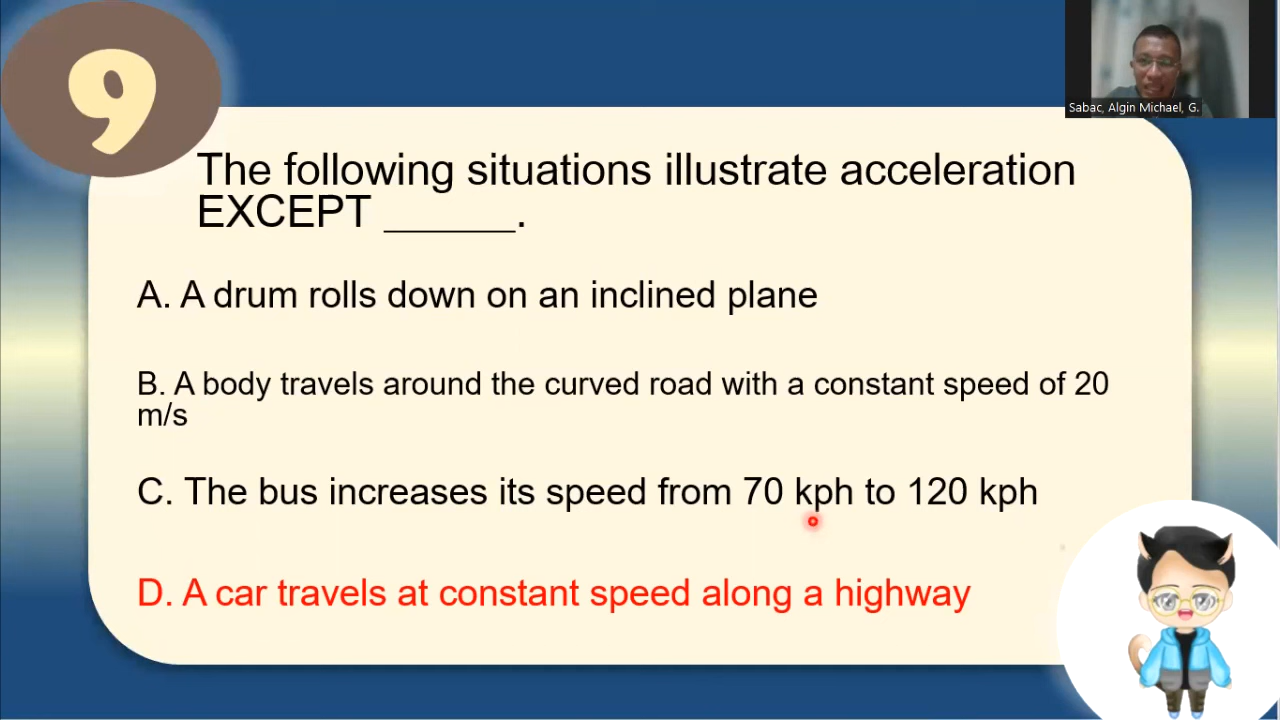 9
Sabac, Algin Michael, G.
The following situations illustrate acceleration
EXCEPT ______.
A. A drum rolls down on an inclined plane
B. A body travels around the curved road with a constant speed of 20
m/s
C. The bus increases its speed from 70 kph to 120 kph
D. A car travels at constant speed along a highway